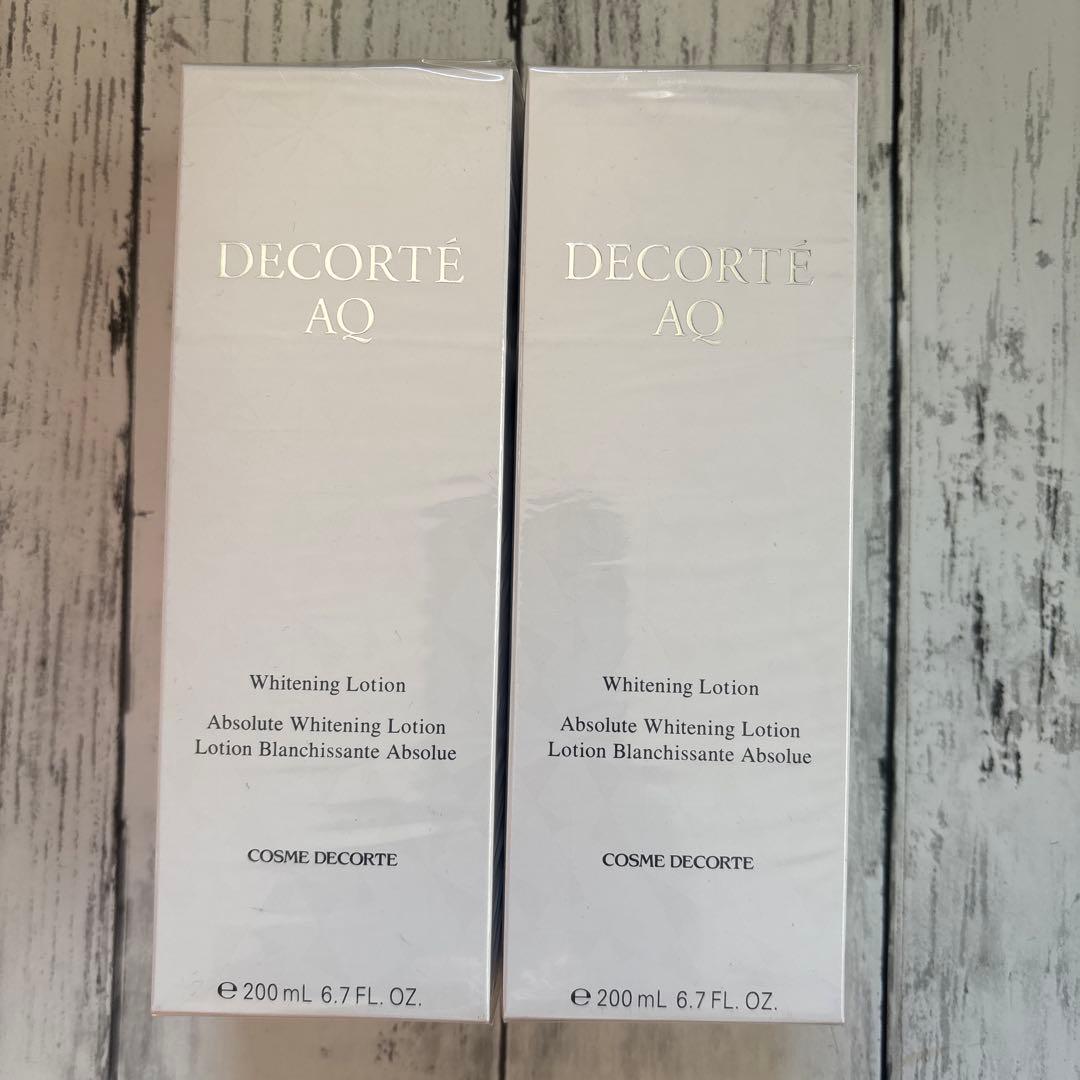 DECORTÉ
AQ
Whitening Lotion
Absolute Whitening Lotion
Lotion Blanchissante Absolue
COSME DECORTE
℮ 200 mL 6.7 FL. OZ.
DECORTÉ
AQ
Whitening Lotion
Absolute Whitening Lotion
Lotion Blanchissante Absolue
COSME DECORTE
℮ 200 mL 6.7 FL. OZ.